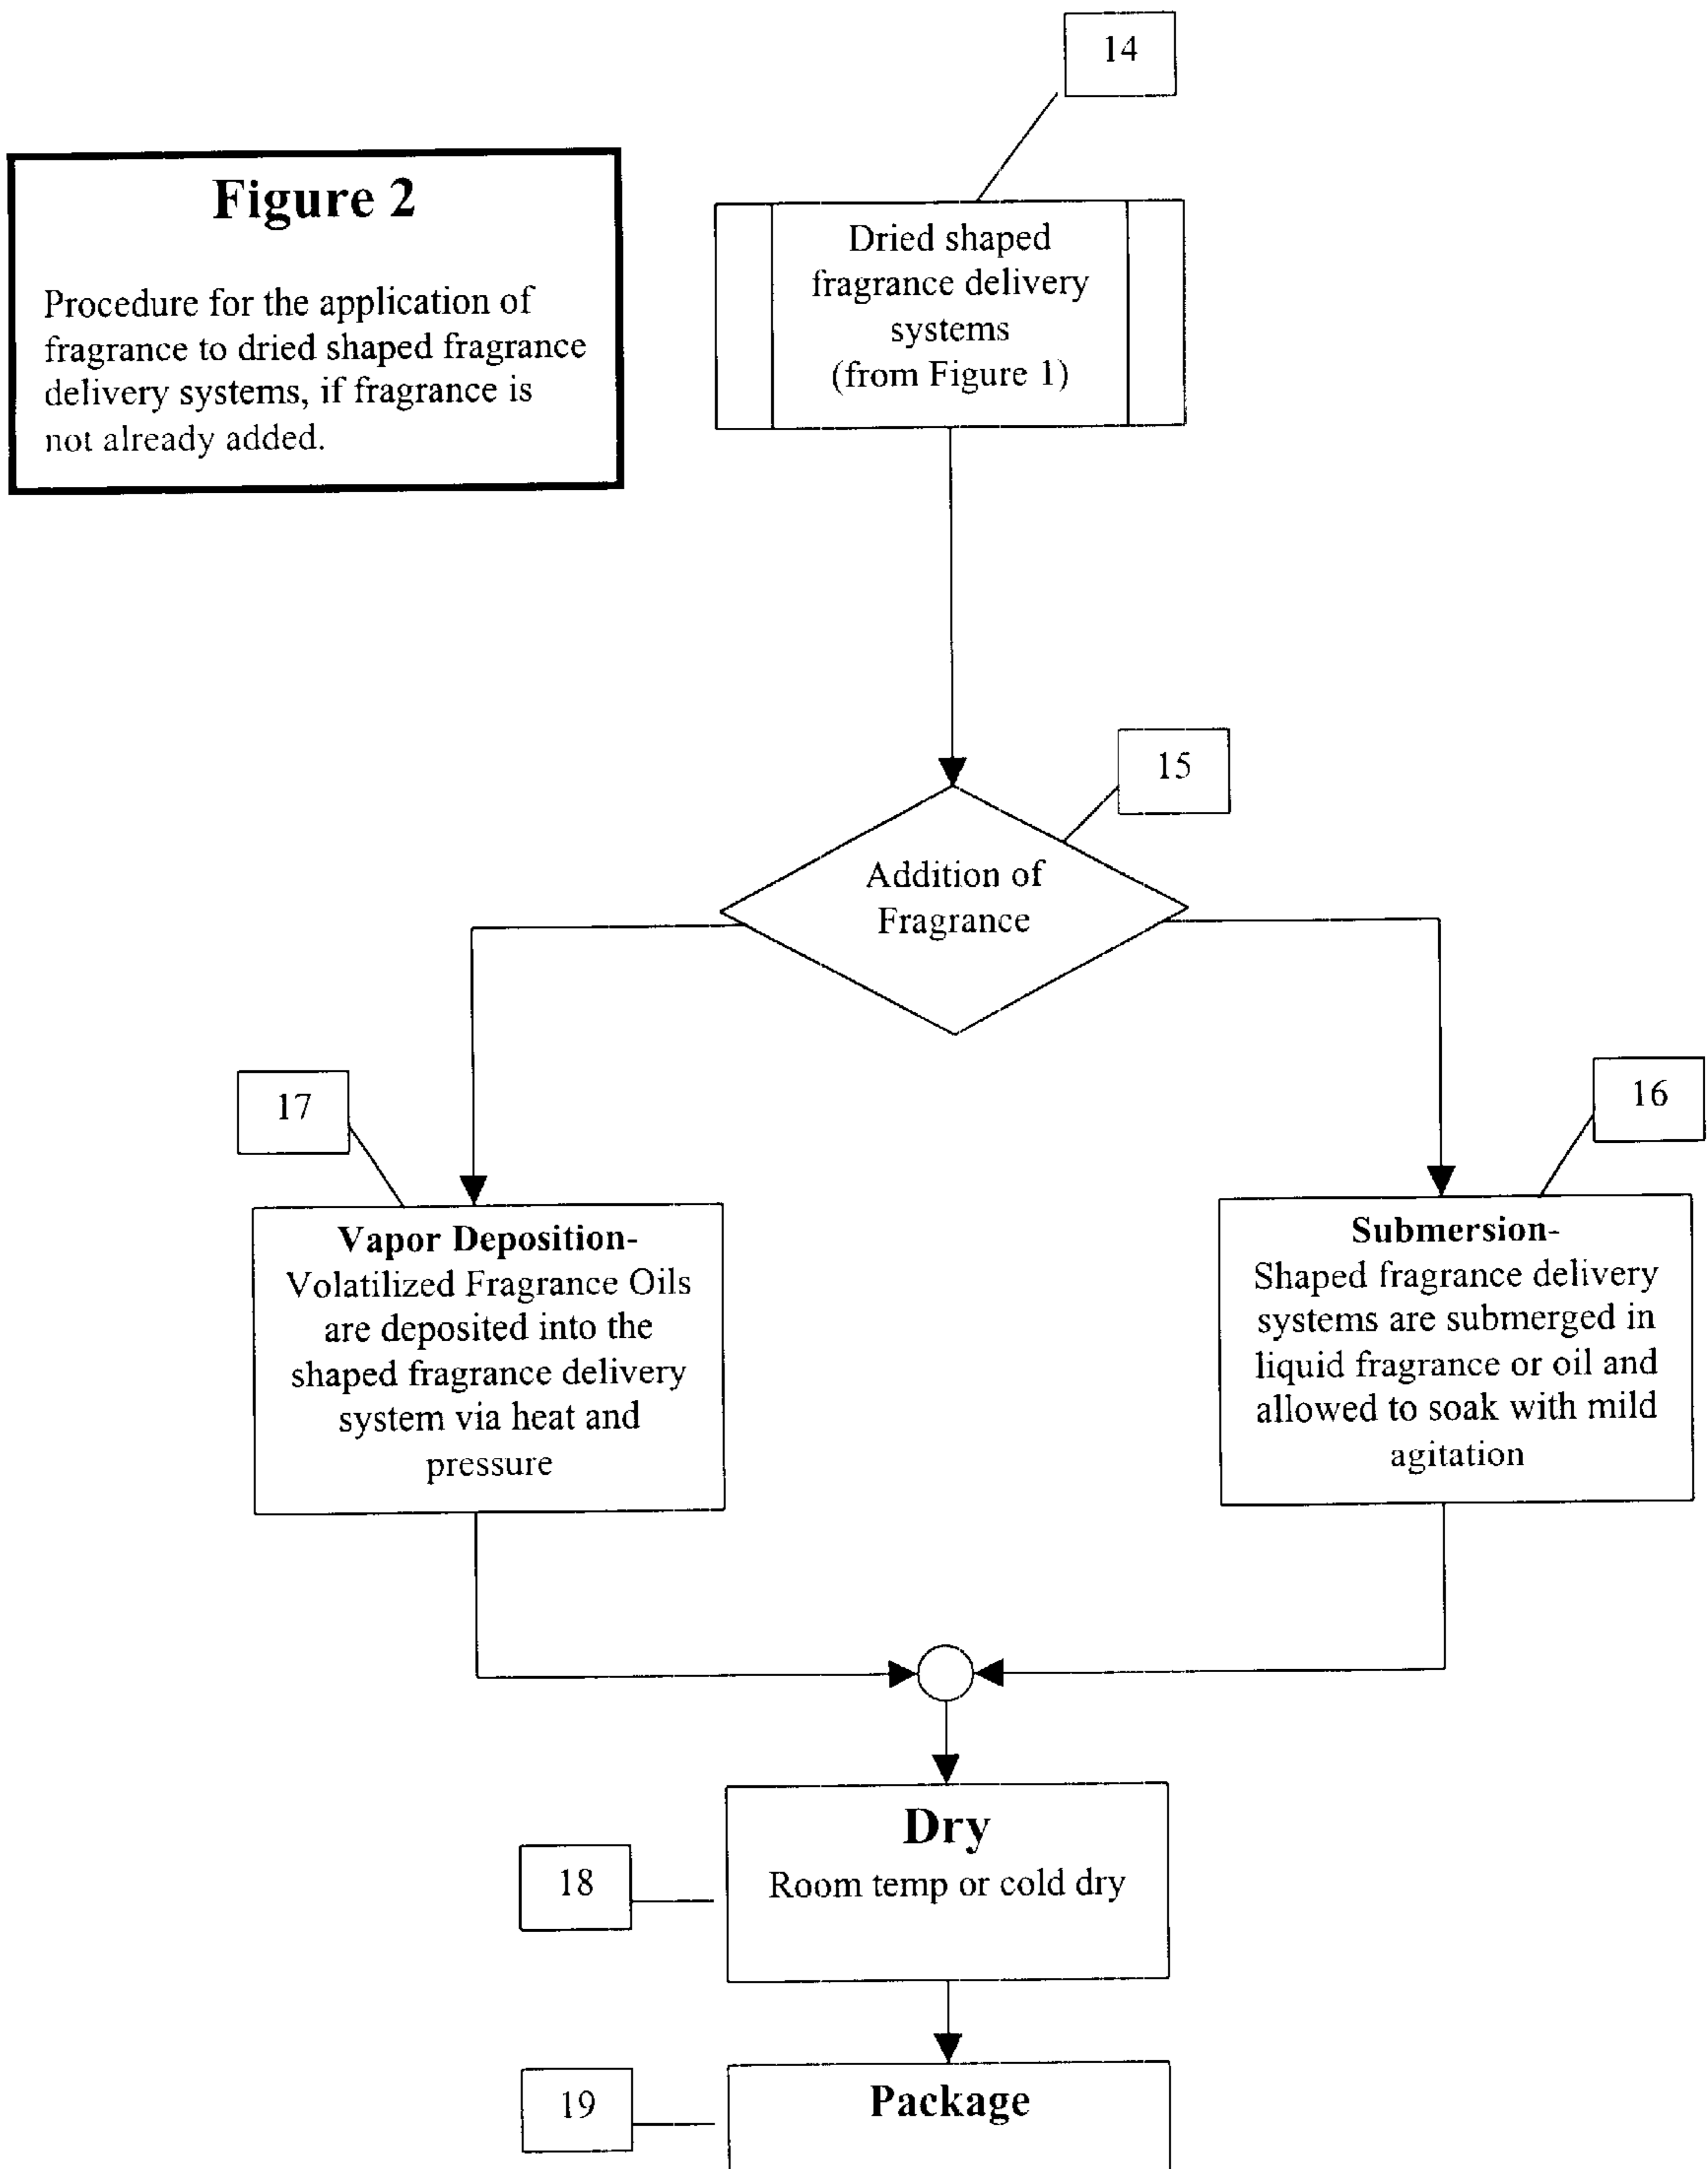 14
Figure 2
Procedure for the application of
fragrance to dried shaped fragrance
delivery systems, if fragrance is
not already added.
Dried shaped
fragrance delivery
systems
(from Figure 1)
15
Addition of
Fragrance
17
16
Vapor Deposition-
Volatilized Fragrance Oils
are deposited into the
shaped fragrance delivery
system via heat and
pressure
Submersion-
Shaped fragrance delivery
systems are submerged in
liquid fragrance or oil and
allowed to soak with mild
agitation
18
Dry
Room temp or cold dry
19
Package